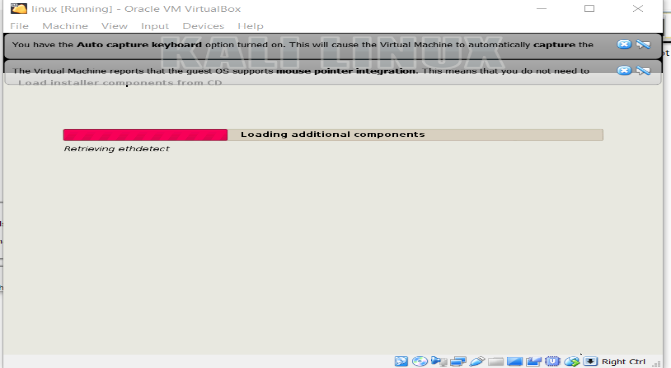 linux [Running] - Oracle VM VirtualBox
File Machine View Input Devices Help
KALI LINUX
You have the Auto capture keyboard option turned on. This will cause the Virtual Machine to automatically capture the
The Virtual Machine reports that the guest OS supports mouse pointer integration. This means that you do not need to
Load installer components from CD
Loading additional components
Retrieving ethdetect
Right Ctrl